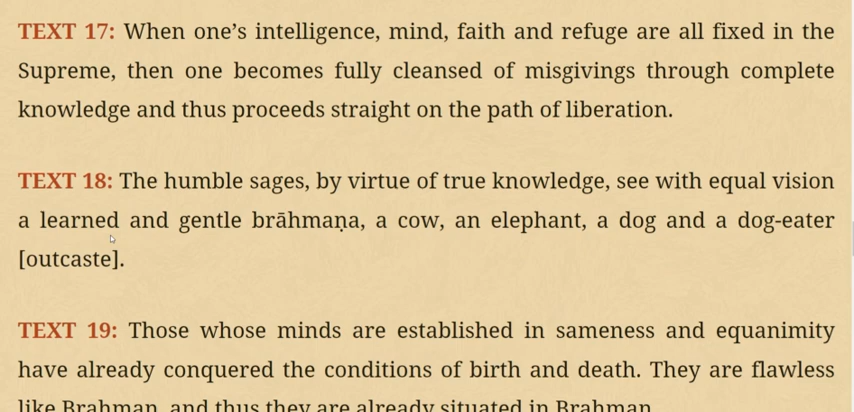 TEXT 17: When one’s intelligence, mind, faith and refuge are all fixed in the
Supreme, then one becomes fully cleansed of misgivings through complete
knowledge and thus proceeds straight on the path of liberation.
TEXT 18: The humble sages, by virtue of true knowledge, see with equal vision
a learned and gentle brāhmaṇa, a cow, an elephant, a dog and a dog-eater
[outcaste].
TEXT 19: Those whose minds are established in sameness and equanimity
have already conquered the conditions of birth and death. They are flawless
like Brahman, and thus they are already situated in Brahman.